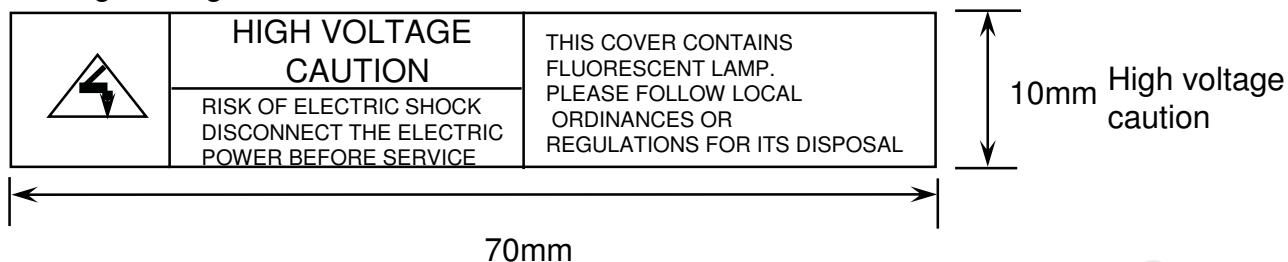 HIGH VOLTAGE
CAUTION
RISK OF ELECTRIC SHOCK
DISCONNECT THE ELECTRIC
POWER BEFORE SERVICE
THIS COVER CONTAINS
FLUORESCENT LAMP.
PLEASE FOLLOW LOCAL
ORDINANCES OR
REGULATIONS FOR ITS DISPOSAL
10mm
High voltage
caution
70mm